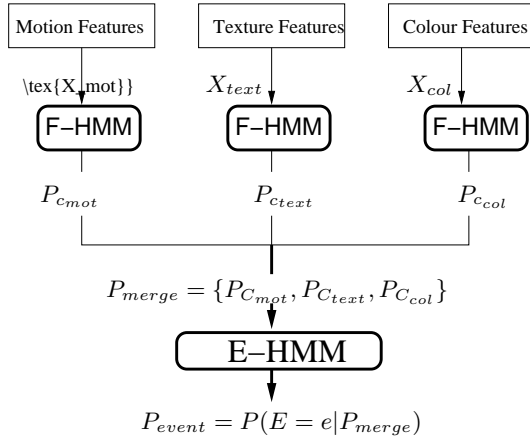 Motion Features Texture Features Colour Features
\tex{X_mot}} X_{text} X_{col}
F-HMM F-HMM F-HMM
P_{c_{mot}} P_{c_{text}} P_{c_{col}}
P_{merge} = {P_{C_{mot}}, P_{C_{text}}, P_{C_{col}}}
E-HMM
P_{event} = P(E = e|P_{merge})